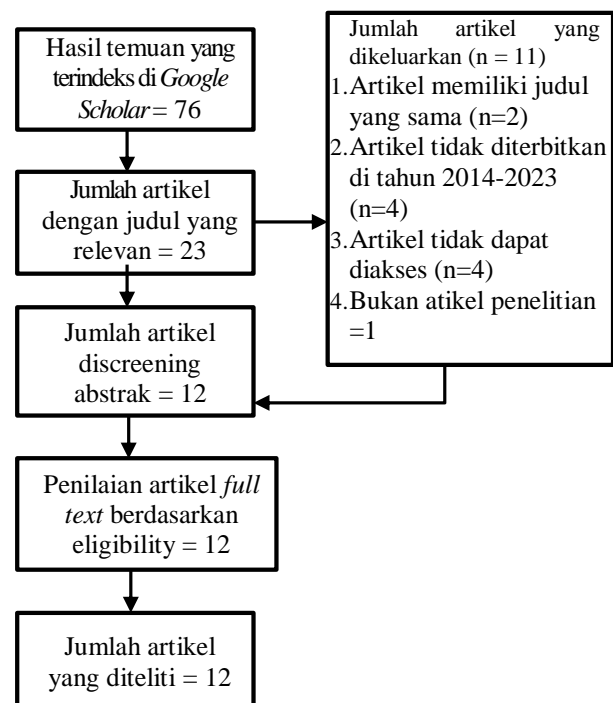 Hasil temuan yang
terindeks di Google
Scholar = 76
Jumlah artikel
dengan judul yang
relevan = 23
Jumlah artikel yang
dikeluarkan (n = 11)
1.Artikel memiliki judul
yang sama (n=2)
2.Artikel tidak diterbitkan
di tahun 2014-2023
(n=4)
3.Artikel tidak dapat
diakses (n=4)
4.Bukan atikel penelitian
=1
Jumlah artikel
discreening
abstrak = 12
Penilaian artikel full
text berdasarkan
eligibility = 12
Jumlah artikel
yang diteliti = 12